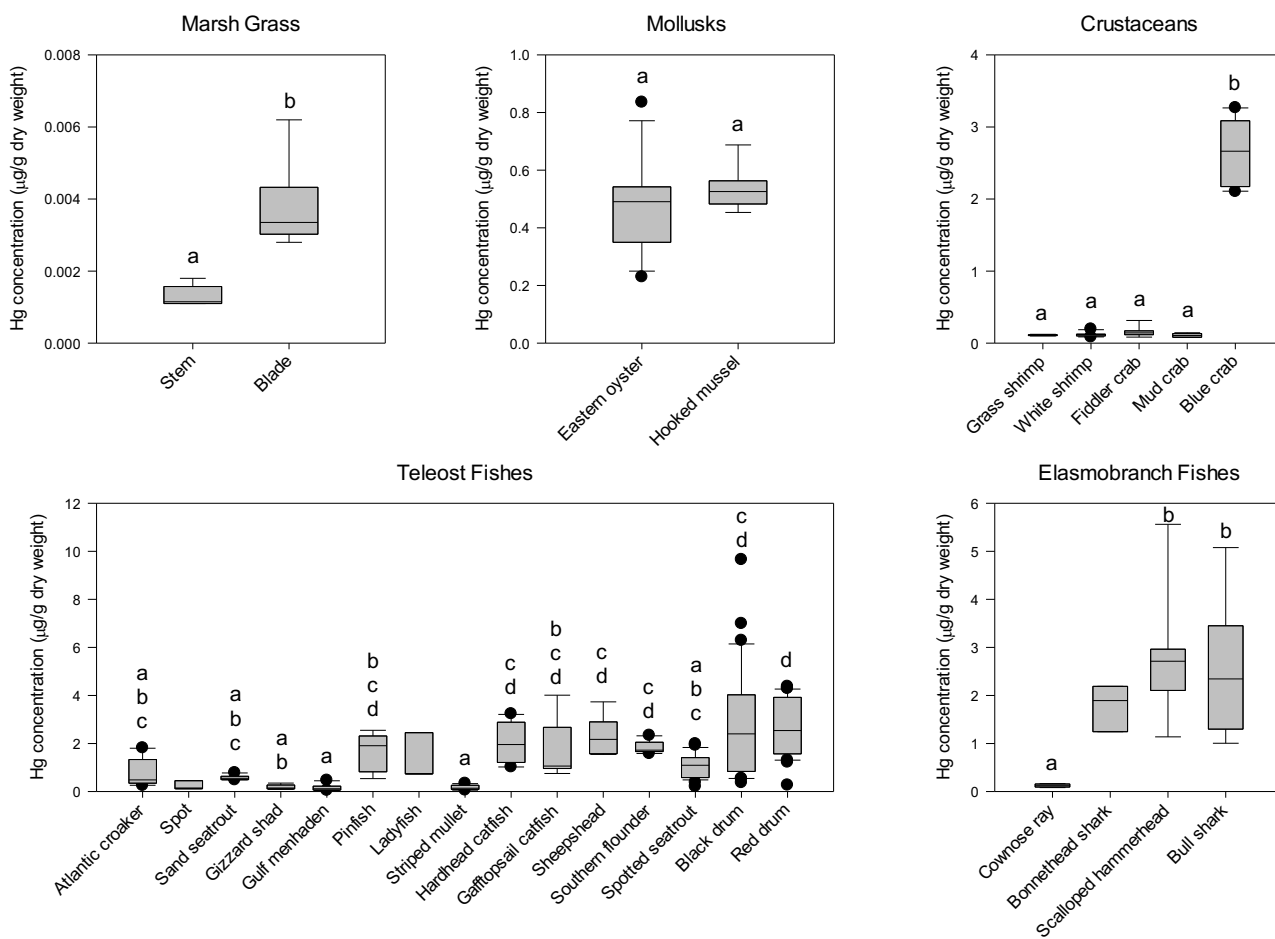 Marsh Grass
Hg concentration (µg/g dry weight)
0.008
0.006
0.004
0.002
0.000
a
b
Stem
Blade
Mollusks
Hg concentration (µg/g dry weight)
1.0
0.8
0.6
0.4
0.2
0.0
a
a
Eastern oyster
Hooked mussel
Crustaceans
Hg concentration (µg/g dry weight)
4
3
2
1
0
a
a
a
a
b
Grass shrimp
White shrimp
Fiddler crab
Mud crab
Blue crab
Teleost Fishes
Hg concentration (µg/g dry weight)
12
10
8
6
4
2
0
a
b
c
a
b
c
a
b
a
b
c
d
a
c
d
b
c
d
c
d
c
d
a
b
c
c
d
d
Atlantic croaker
Spot
Sand seatrout
Gizzard shad
Gulf menhaden
Pinfish
Ladyfish
Striped mullet
Hardhead catfish
Gafftopsail catfish
Sheepshead
Southern flounder
Spotted seatrout
Black drum
Red drum
Elasmobranch Fishes
Hg concentration (µg/g dry weight)
6
5
4
3
2
1
0
a
b
b
Cownose ray
Bonnethead shark
Scalloped hammerhead
Bull shark